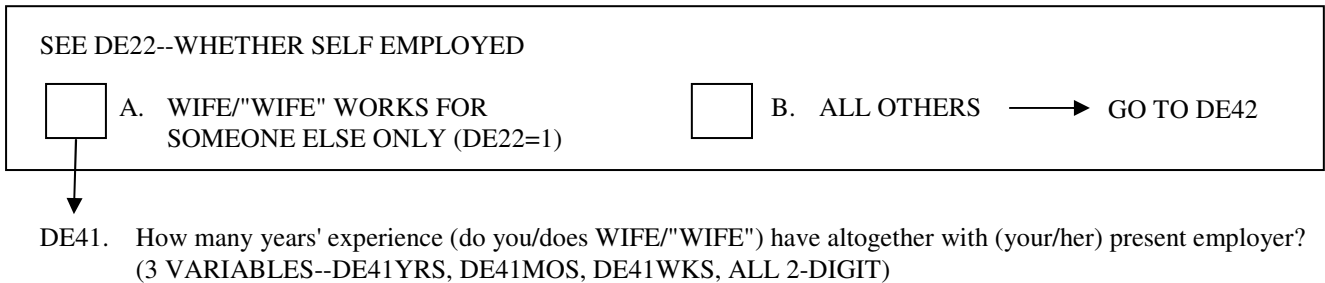 SEE DE22--WHETHER SELF EMPLOYED
A. WIFE/"WIFE" WORKS FOR
SOMEONE ELSE ONLY (DE22=1)
B. ALL OTHERS
GO TO DE42
DE41. How many years' experience (do you/does WIFE/"WIFE") have altogether with (your/her) present employer?
(3 VARIABLES--DE41YRS, DE41MOS, DE41WKS, ALL 2-DIGIT)